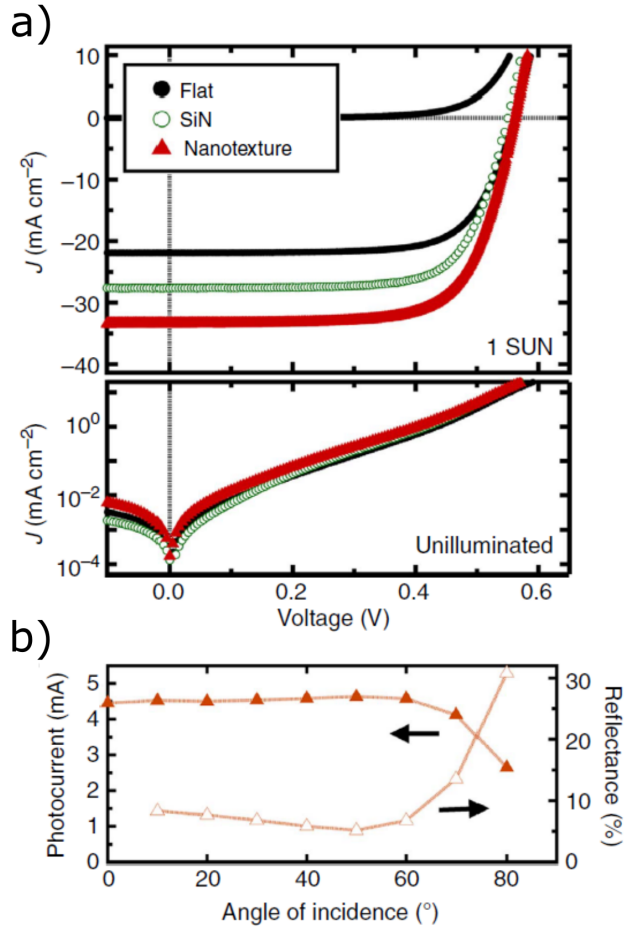 a)
10
0
−10
−20
−30
−40
J (mA cm⁻²)
Flat
SiN
Nanotexture
1 SUN
10⁰
10⁻²
10⁻⁴
J (mA cm⁻²)
Unilluminated
0.0 0.2 0.4 0.6
Voltage (V)
b)
5
4
3
2
1
0
Photocurrent (mA)
30
20
10
0
Reflectance (%)
0 20 40 60 80
Angle of incidence (°)